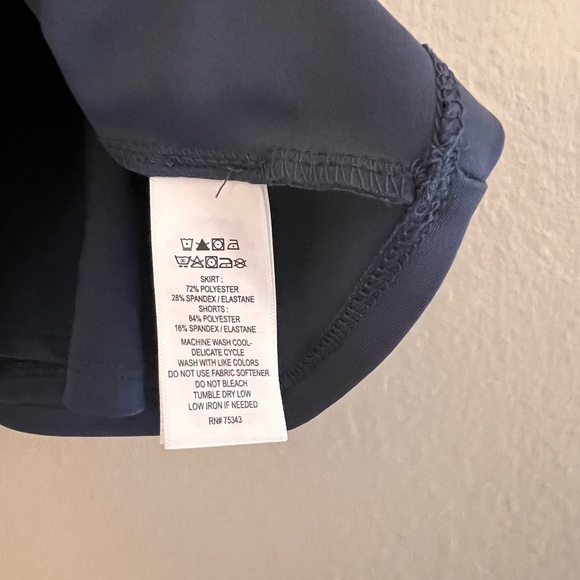 SKIRT :
72% POLYESTER
28% SPANDEX / ELASTANE
SHORTS :
84% POLYESTER
16% SPANDEX / ELASTANE
MACHINE WASH COOL-
DELICATE CYCLE
WASH WITH LIKE COLORS
DO NOT USE FABRIC SOFTENER
DO NOT BLEACH
TUMBLE DRY LOW
LOW IRON IF NEEDED
RN# 75343